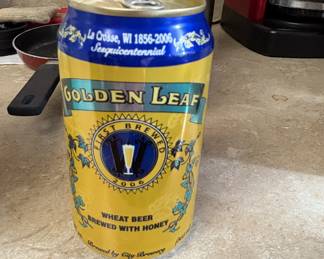 La Crosse, WI 1856-2006
Sesquicentennial
GOLDEN LEAF
FIRST BREWED
2006
WHEAT BEER
BREWED WITH HONEY
Brewed by City Brewery